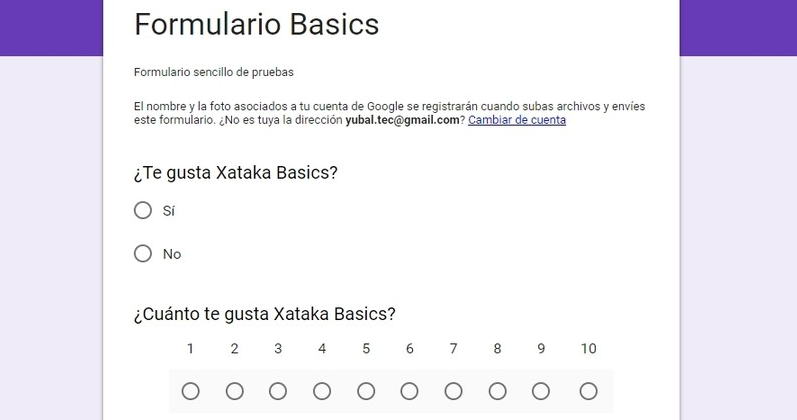 Formulario Basics
Formulario sencillo de pruebas
El nombre y la foto asociados a tu cuenta de Google se registrarán cuando subas archivos y envíes
este formulario. ¿No es tuya la dirección yubal.tec@gmail.com? Cambiar de cuenta
¿Te gusta Xataka Basics?
Sí
No
¿Cuánto te gusta Xataka Basics?
1 2 3 4 5 6 7 8 9 10